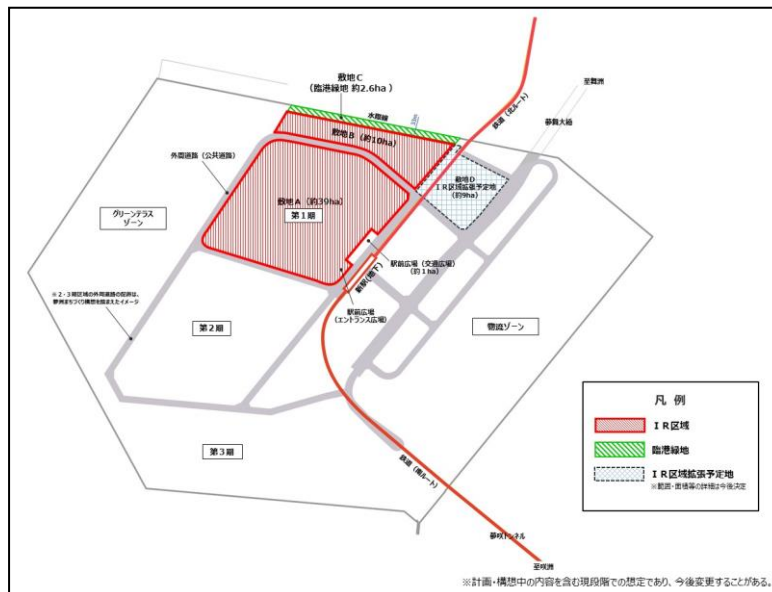 敷地C
（臨港緑地 約2.6ha ）
水際線
敷地B（約10ha）
鉄道（北ルート）
至舞洲
夢舞大橋
外周道路（公共道路）
敷地A（約39ha）
第１期
敷地D
ＩＲ区域拡張予定地
（約9ha）
グリーンテラス
ゾーン
駅前広場（交通広場）
（約１ha）
新駅（地下）
駅前広場
（エントランス広場）
※２・３期区域の外周道路の配置は、
夢洲まちづくり構想を踏まえたイメージ
第２期
物流ゾーン
第３期
鉄道（南ルート）
夢咲トンネル
至咲洲
凡 例
ＩＲ区域
臨港緑地
ＩＲ区域拡張予定地
※範囲・面積等の詳細は今後決定
※計画・構想中の内容を含む現段階での想定であり、今後変更することがある。